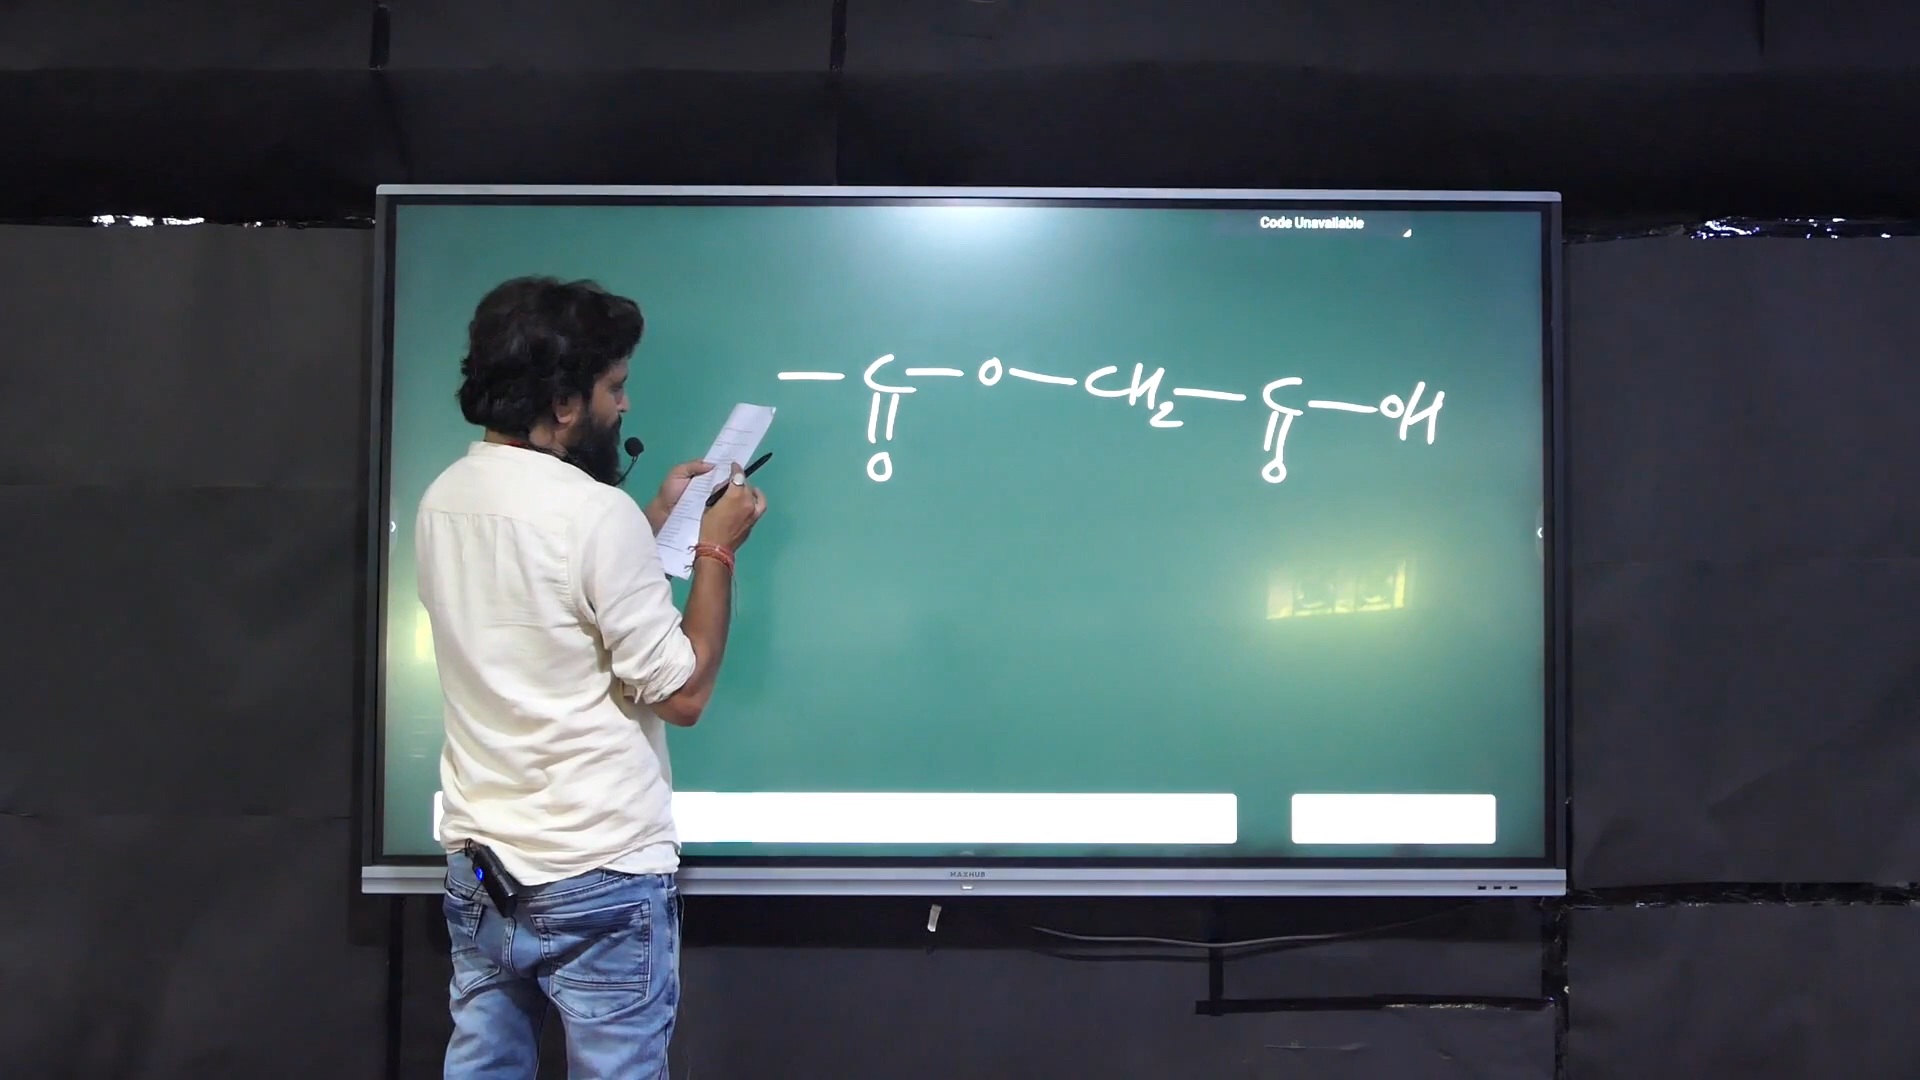 Code Unavailable
— C — O — CH2 — C — OH
|| ||
O O
MAXHUB